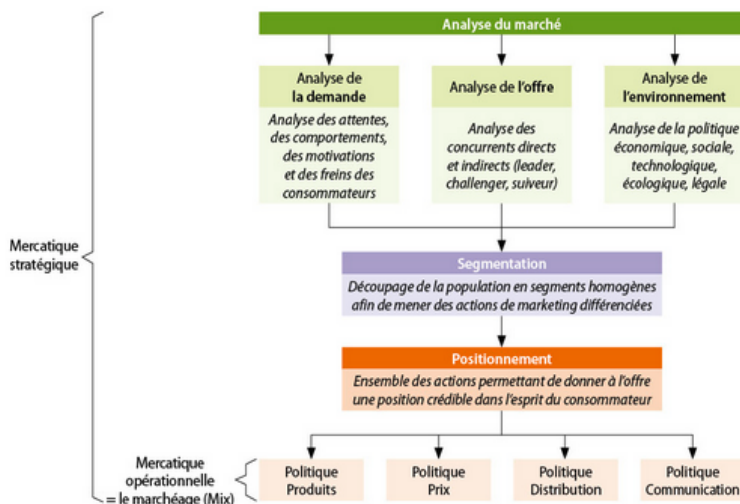 Analyse du marché
Analyse de
la demande
Analyse des attentes,
des comportements,
des motivations
et des freins des
consommateurs
Analyse de l'offre
Analyse des
concurrents directs
et indirects (leader,
challenger, suiveur)
Analyse de
l'environnement
Analyse de la politique
économique, sociale,
technologique,
écologique, légale
Mercatique
stratégique
Segmentation
Découpage de la population en segments homogènes
afin de mener des actions de marketing différenciées
Positionnement
Ensemble des actions permettant de donner à l'offre
une position crédible dans l'esprit du consommateur
Mercatique
opérationnelle
= le marchéage (Mix)
Politique
Produits
Politique
Prix
Politique
Distribution
Politique
Communication